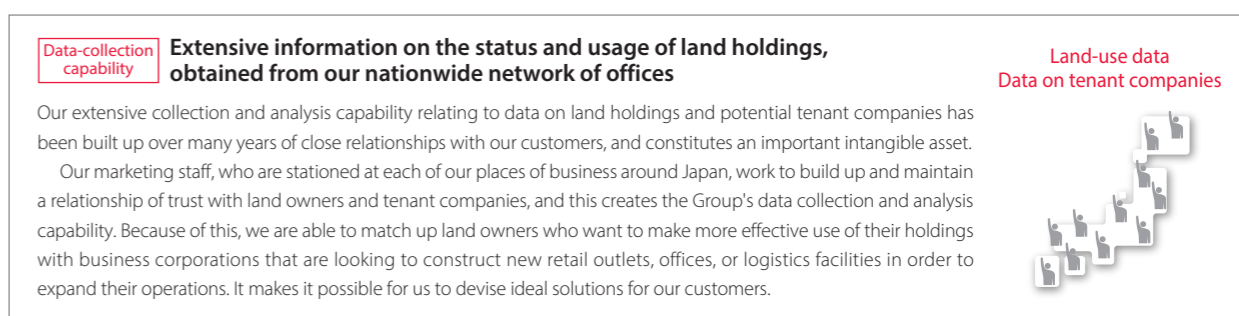 Data-collection
capability
Extensive information on the status and usage of land holdings,
obtained from our nationwide network of offices
Our extensive collection and analysis capability relating to data on land holdings and potential tenant companies has
been built up over many years of close relationships with our customers, and constitutes an important intangible asset.
Our marketing staff, who are stationed at each of our places of business around Japan, work to build up and maintain
a relationship of trust with land owners and tenant companies, and this creates the Group's data collection and analysis
capability. Because of this, we are able to match up land owners who want to make more effective use of their holdings
with business corporations that are looking to construct new retail outlets, offices, or logistics facilities in order to
expand their operations. It makes it possible for us to devise ideal solutions for our customers.
Land-use data
Data on tenant companies